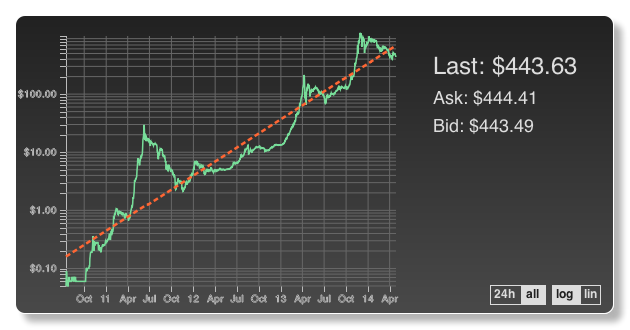 Last: $443.63
Ask: $444.41
Bid: $443.49
$100.00
$10.00
$1.00
$0.10
Oct 11 Apr Jul Oct 12 Apr Jul Oct 13 Apr Jul Oct 14 Apr
24h all log lin